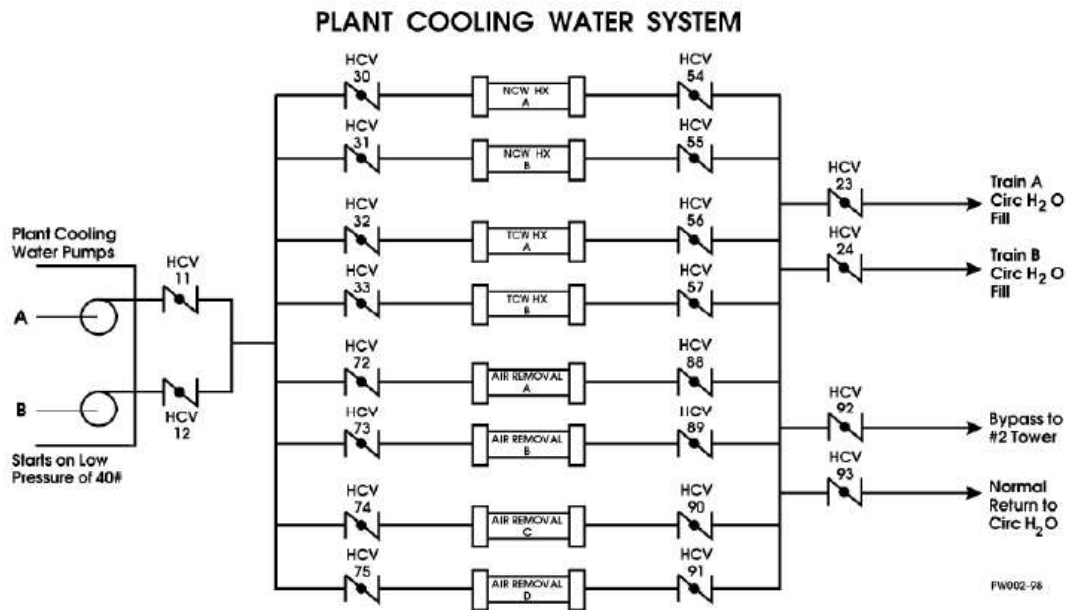 PLANT COOLING WATER SYSTEM
HCV
30
NCW HX
A
HCV
54
HCV
31
NCW HX
B
HCV
55
HCV
32
TCW HX
A
HCV
56
HCV
33
TCW HX
B
HCV
57
HCV
72
AIR REMOVAL
A
HCV
88
HCV
73
AIR REMOVAL
B
HCV
89
HCV
74
AIR REMOVAL
C
HCV
90
HCV
75
AIR REMOVAL
D
HCV
91
Plant Cooling
Water Pumps
HCV
11
A
B
HCV
12
Starts on Low
Pressure of 40#
HCV
23
Train A
Circ H2O
Fill
HCV
24
Train B
Circ H2O
Fill
HCV
92
Bypass to
#2 Tower
HCV
93
Normal
Return to
Circ H2O
PW002-98